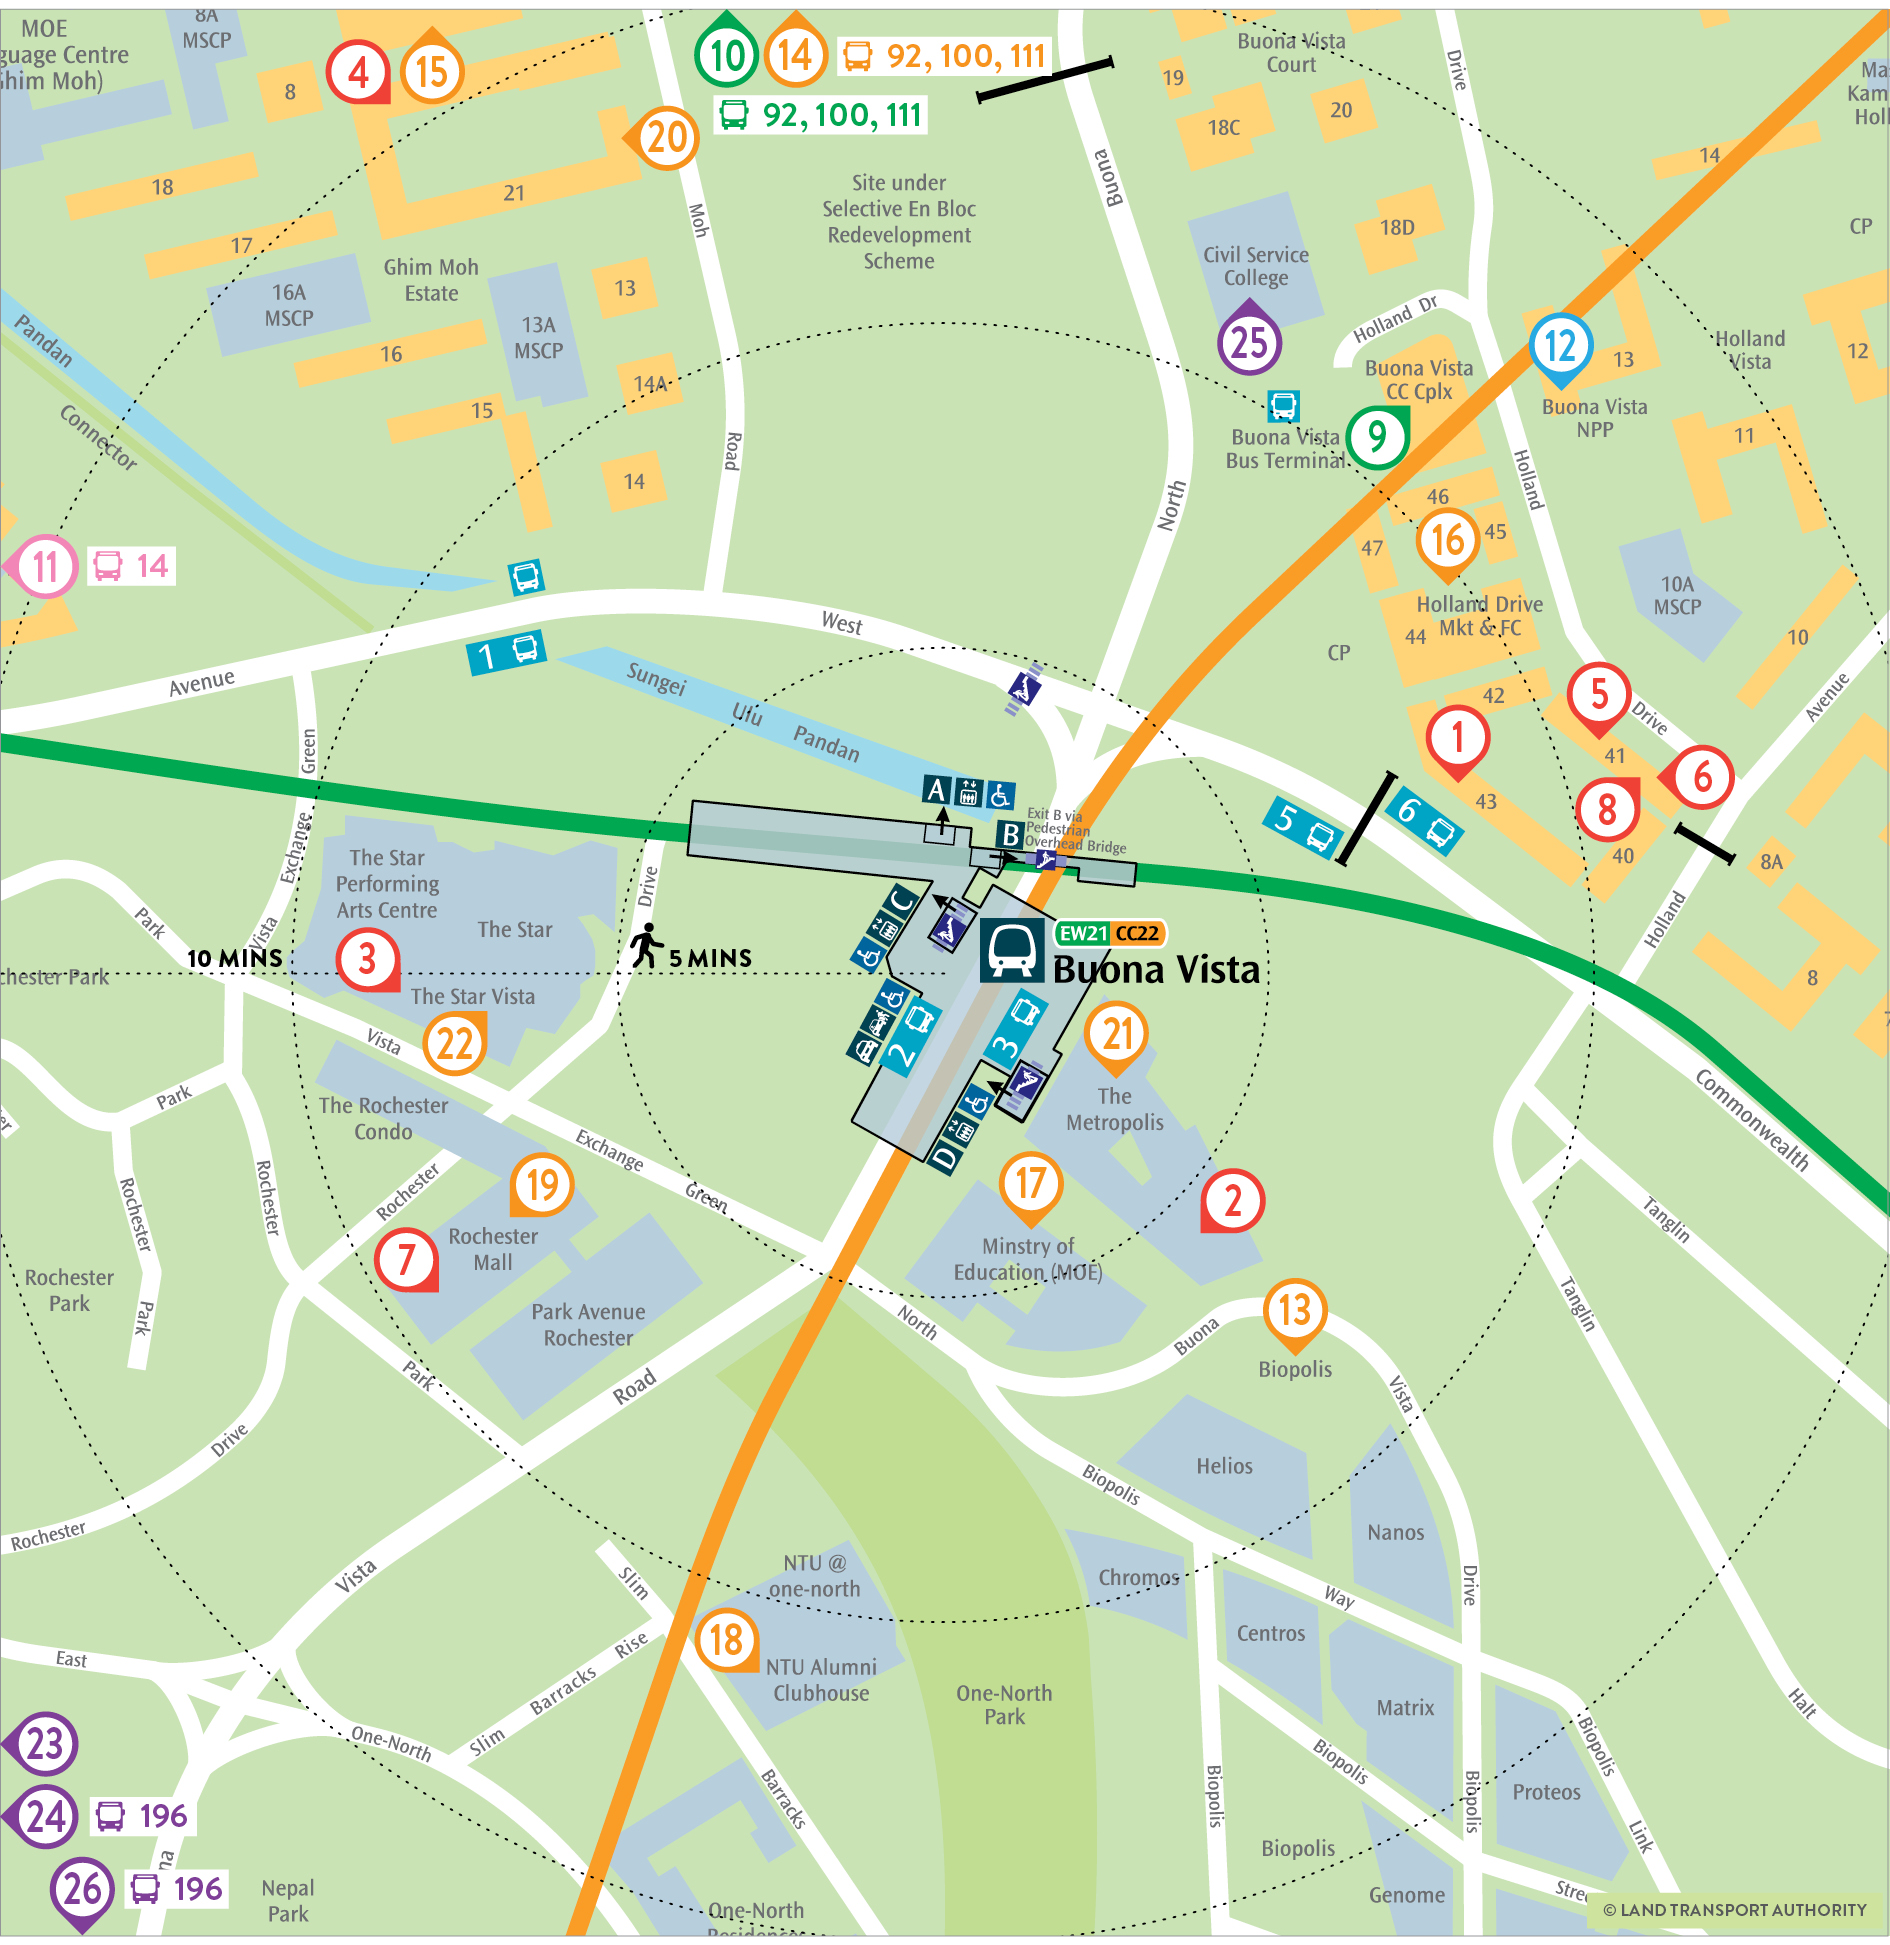 MOE
guage Centre
Ghim Moh)
8A
MSCP
8
4
15
10
14
92, 100, 111
92, 100, 111
20
Buona Vista
Court
19
18C
20
Drive
14
CP
18
17
21
Moh
Site under
Selective En Bloc
Redevelopment
Scheme
Buona
Civil Service
College
18D
25
Holland Dr
Ghim Moh
Estate
16A
MSCP
13A
MSCP
13
16
14A
15
14
Road
Pandan
Connector
North
Buona Vista
CC Cplx
12
13
Buona Vista
NPP
Holland
Vista
12
11
Buona Vista
Bus Terminal
9
Holland
46
47
16
45
10A
MSCP
10
Holland Drive
Mkt & FC
44
CP
42
11
14
1
West
Avenue
Sungei
Ulu
Pandan
Green
Exchange
Vista
5
Drive
41
1
6
8
43
40
8A
Avenue
Holland
8
5
6
A
B
Exit B via
Pedestrian
Overhead Bridge
C
EW21
CC22
Buona Vista
The Star
Performing
Arts Centre
The Star
3
The Star Vista
22
Drive
Park
10 MINS
5 MINS
chester Park
Vista
Park
2
3
D
21
The
Metropolis
17
Minstry of
Education (MOE)
2
Commonwealth
Tanglin
Tanglin
Halt
The Rochester
Condo
Exchange
Green
Rochester
Rochester
Rochester
Park
Rochester
Park
19
7
Rochester
Mall
Park Avenue
Rochester
Park
Road
North
Buona
13
Biopolis
Vista
Drive
Rochester
Vista
Biopolis
Way
Helios
Nanos
Drive
Chromos
Centros
Matrix
Proteos
Biopolis
Link
Biopolis
Biopolis
Biopolis
Biopolis
Genome
East
One-North
Slim
Slim
Barracks
Rise
Barracks
NTU @
one-north
18
NTU Alumni
Clubhouse
One-North
Park
23
24
196
26
196
na
Nepal
Park
One-North
© LAND TRANSPORT AUTHORITY